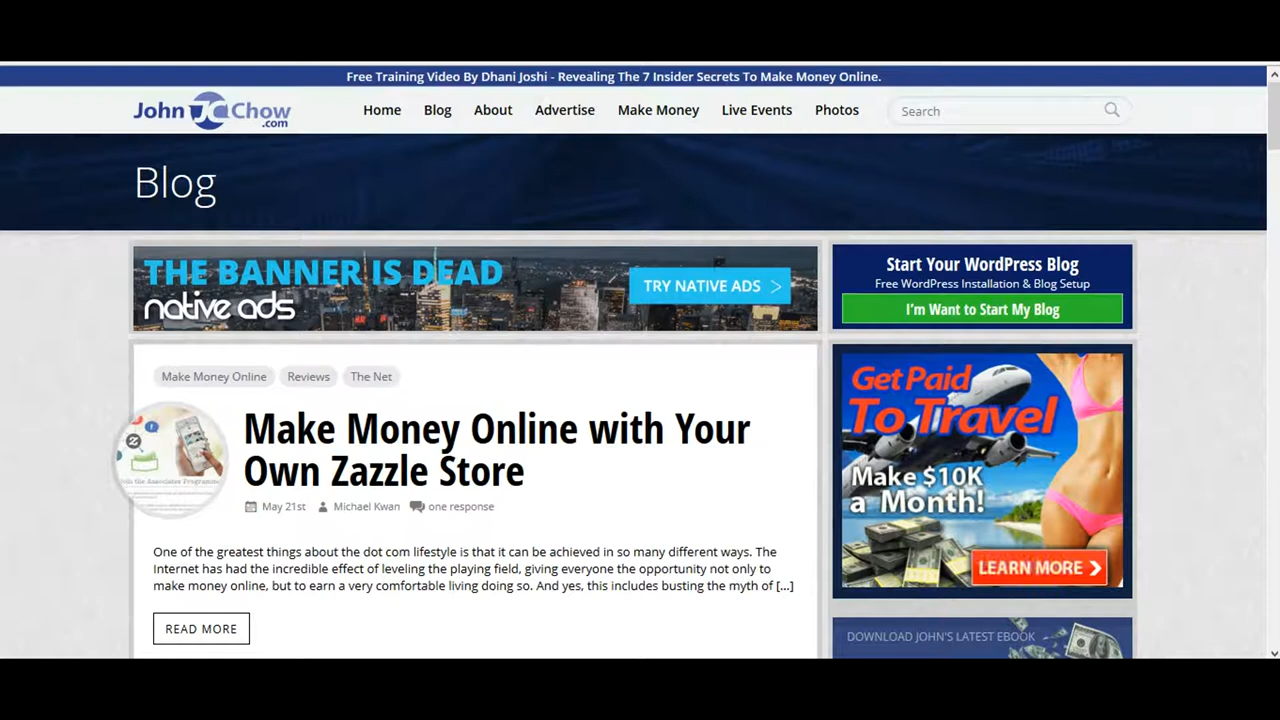 Free Training Video By Dhani Joshi - Revealing The 7 Insider Secrets To Make Money Online.
John JC Chow
.com
Home
Blog
About
Advertise
Make Money
Live Events
Photos
Search
Blog
THE BANNER IS DEAD
native ads
TRY NATIVE ADS >
Start Your WordPress Blog
Free WordPress Installation & Blog Setup
I'm Want to Start My Blog
Make Money Online
Reviews
The Net
Make Money Online with Your
Own Zazzle Store
May 21st
Michael Kwan
one response
One of the greatest things about the dot com lifestyle is that it can be achieved in so many different ways. The
Internet has had the incredible effect of leveling the playing field, giving everyone the opportunity not only to
make money online, but to earn a very comfortable living doing so. And yes, this includes busting the myth of [...]
READ MORE
Get Paid
To Travel
Make $10K
a Month!
LEARN MORE >
DOWNLOAD JOHN'S LATEST EBOOK